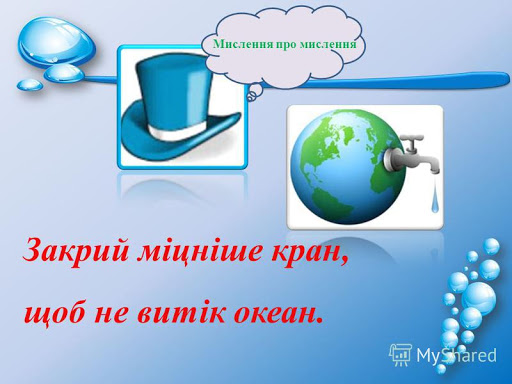 Мислення про мислення
Закрий міцніше кран,
щоб не витік океан.
MyShared